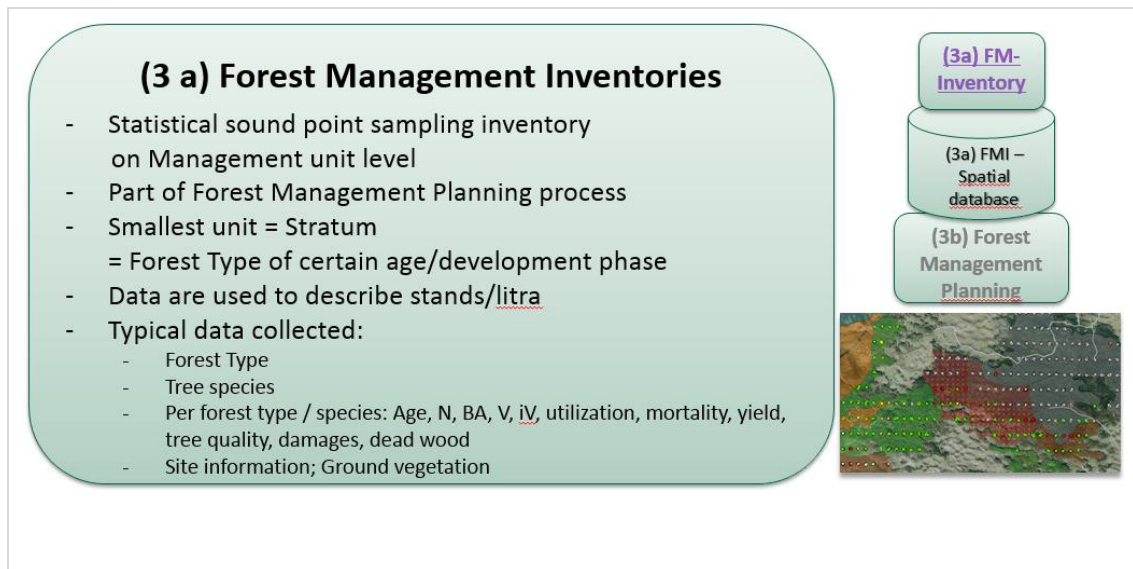 (3 a) Forest Management Inventories
- Statistical sound point sampling inventory
on Management unit level
- Part of Forest Management Planning process
- Smallest unit = Stratum
= Forest Type of certain age/development phase
- Data are used to describe stands/litra
- Typical data collected:
- Forest Type
- Tree species
- Per forest type / species: Age, N, BA, V, iV, utilization, mortality, yield,
tree quality, damages, dead wood
- Site information; Ground vegetation
(3a) FM-
Inventory
(3a) FMI –
Spatial
database
(3b) Forest
Management
Planning